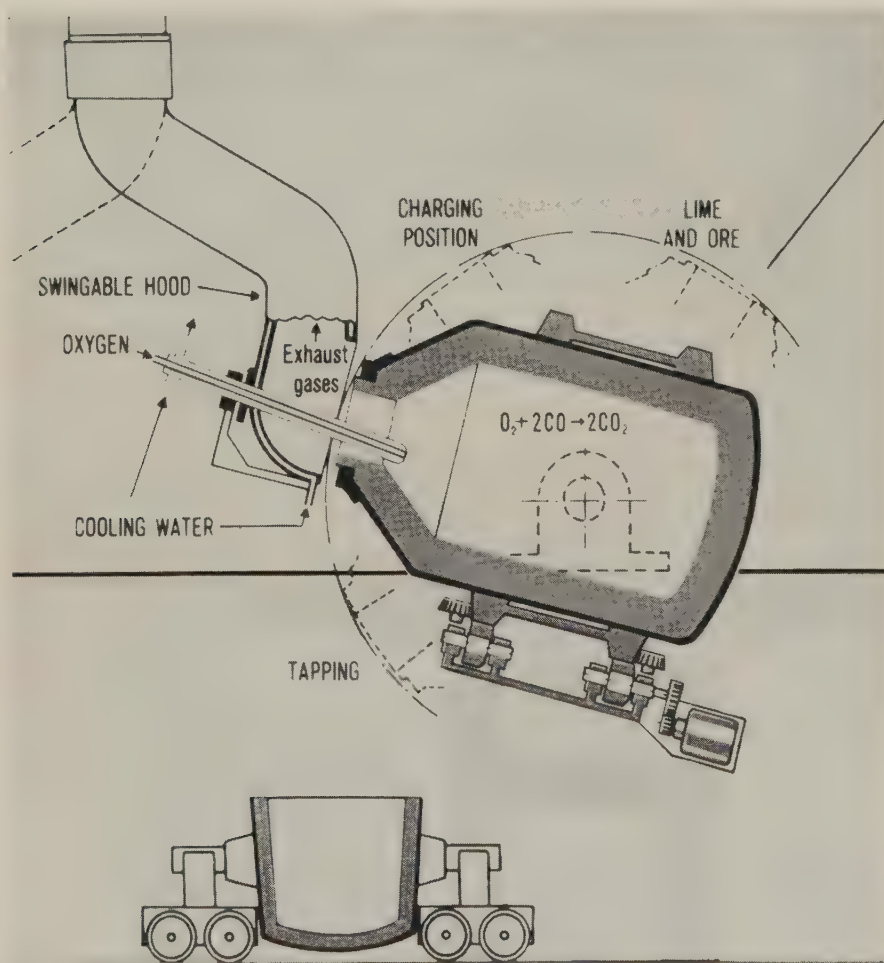 CHARGING
POSITION
LIME
AND ORE
SWINGABLE HOOD
OXYGEN
Exhaust
gases
O₂+ 2CO → 2CO₂
COOLING WATER
TAPPING